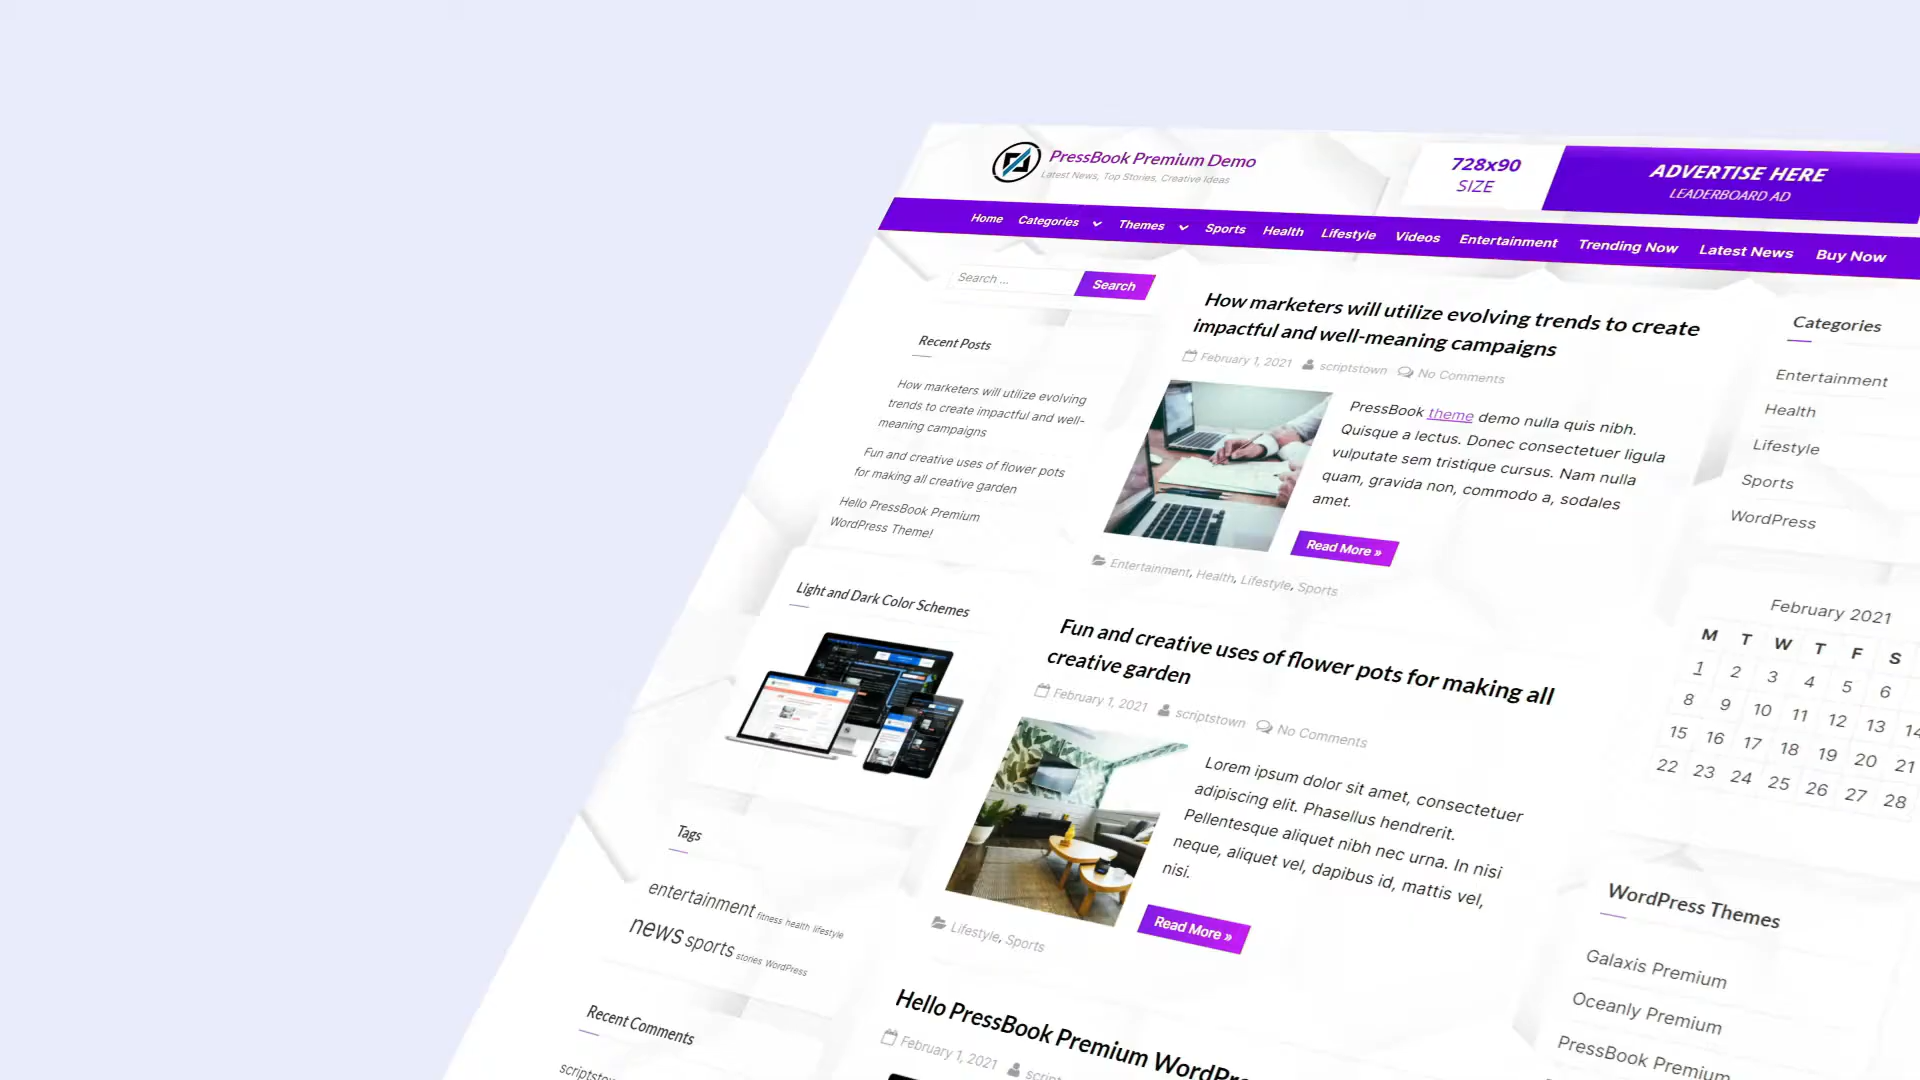 PressBook Premium Demo
Latest News, Top Stories, Creative Ideas
728x90
SIZE
ADVERTISE HERE
LEADERBOARD AD
Home Categories Themes Sports Health Lifestyle Videos Entertainment Trending Now Latest News Buy Now
Search ...
Search
Recent Posts
How marketers will utilize evolving
trends to create impactful and well-
meaning campaigns
Fun and creative uses of flower pots
for making all creative garden
Hello PressBook Premium
WordPress Theme!
Light and Dark Color Schemes
Tags
entertainment fitness health lifestyle
news sports stories WordPress
Recent Comments
How marketers will utilize evolving trends to create
impactful and well-meaning campaigns
February 1, 2021 scriptstown No Comments
PressBook theme demo nulla quis nibh.
Quisque a lectus. Donec consectetuer ligula
vulputate sem tristique cursus. Nam nulla
quam, gravida non, commodo a, sodales
amet.
Read More »
Entertainment, Health, Lifestyle, Sports
Fun and creative uses of flower pots for making all
creative garden
February 1, 2021 scriptstown No Comments
Lorem ipsum dolor sit amet, consectetuer
adipiscing elit. Phasellus hendrerit.
Pellentesque aliquet nibh nec urna. In nisi
neque, aliquet vel, dapibus id, mattis vel,
nisi.
Read More »
Lifestyle, Sports
Hello PressBook Premium
February 1, 2021
Categories
Entertainment
Health
Lifestyle
Sports
WordPress
February 2021
M T W T F S
1 2 3 4 5 6
8 9 10 11 12 13 14
15 16 17 18 19 20 21
22 23 24 25 26 27 28
WordPress Themes
Galaxis Premium
Oceanly Premium
PressBook Premium